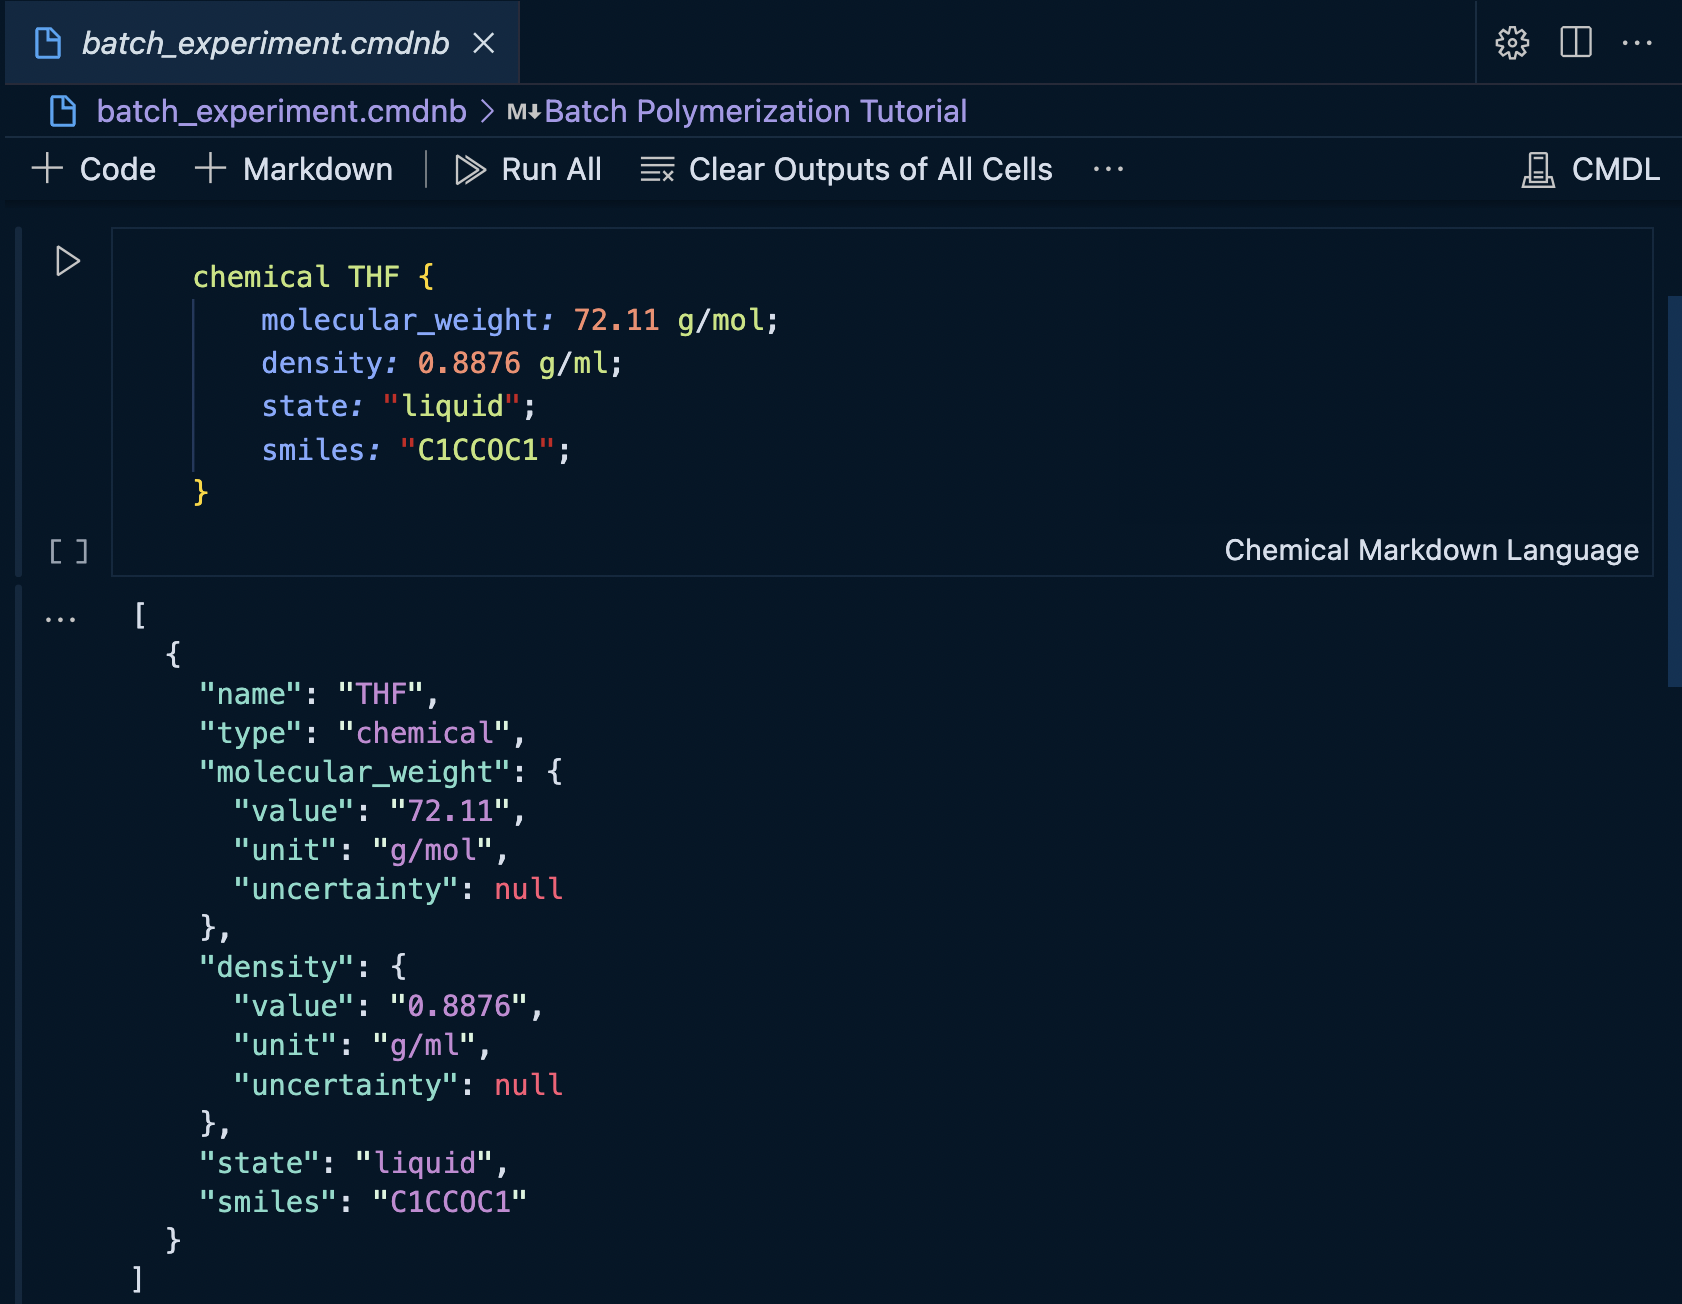 batch_experiment.cmdnb
batch_experiment.cmdnb > M↓Batch Polymerization Tutorial
+ Code + Markdown | Run All Clear Outputs of All Cells ... CMDL
chemical THF {
    molecular_weight: 72.11 g/mol;
    density: 0.8876 g/ml;
    state: "liquid";
    smiles: "C1CCOC1";
}
[ ]
Chemical Markdown Language
... [
  {
    "name": "THF",
    "type": "chemical",
    "molecular_weight": {
      "value": "72.11",
      "unit": "g/mol",
      "uncertainty": null
    },
    "density": {
      "value": "0.8876",
      "unit": "g/ml",
      "uncertainty": null
    },
    "state": "liquid",
    "smiles": "C1CCOC1"
  }
]